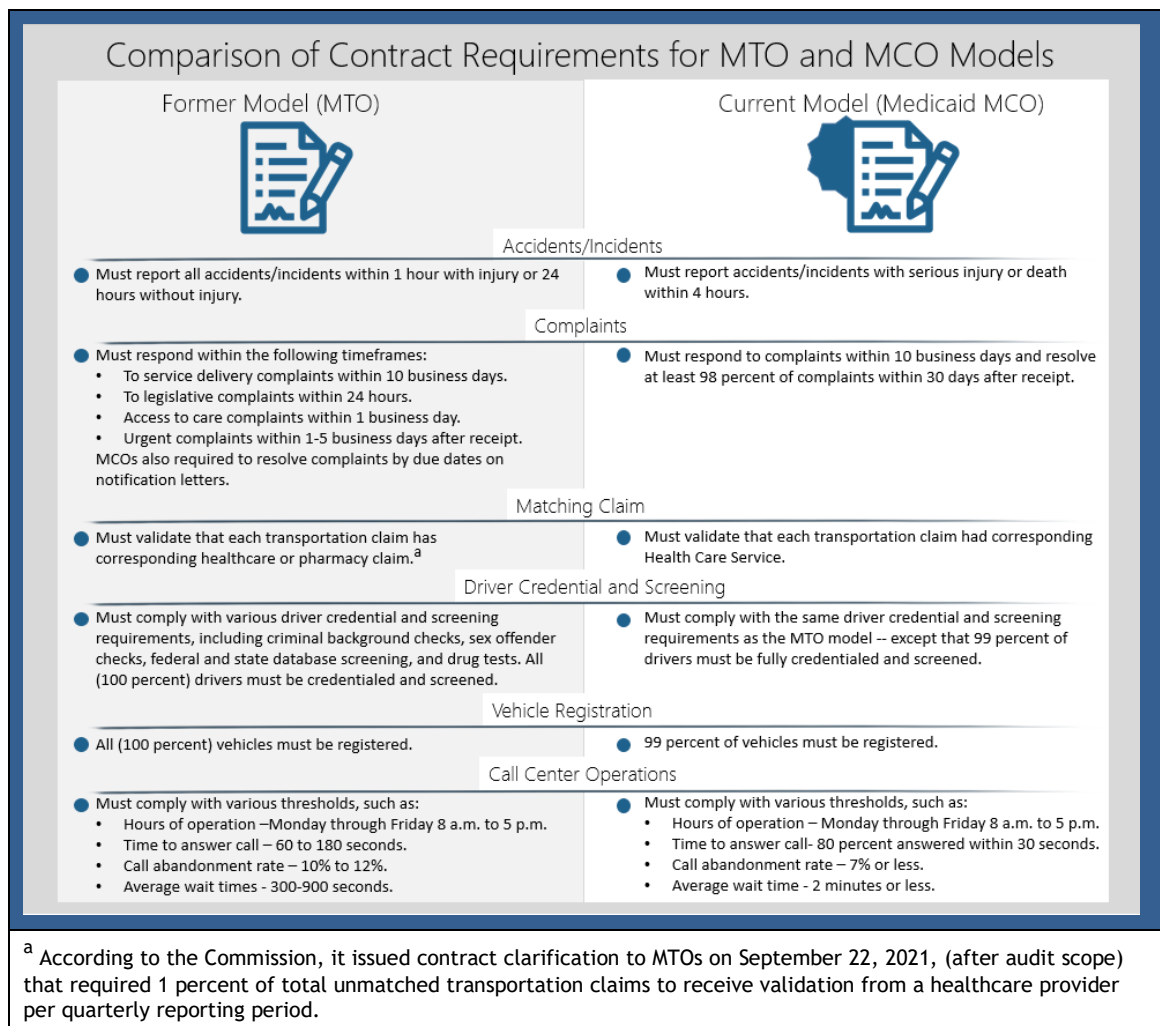 Comparison of Contract Requirements for MTO and MCO Models
Former Model (MTO)
Current Model (Medicaid MCO)
Accidents/Incidents
Must report all accidents/incidents within 1 hour with injury or 24
hours without injury.
Must report accidents/incidents with serious injury or death
within 4 hours.
Complaints
Must respond within the following timeframes:
• To service delivery complaints within 10 business days.
• To legislative complaints within 24 hours.
• Access to care complaints within 1 business day.
• Urgent complaints within 1-5 business days after receipt.
MCOs also required to resolve complaints by due dates on
notification letters.
Must respond to complaints within 10 business days and resolve
at least 98 percent of complaints within 30 days after receipt.
Matching Claim
Must validate that each transportation claim has
corresponding healthcare or pharmacy claim.a
Must validate that each transportation claim had corresponding
Health Care Service.
Driver Credential and Screening
Must comply with various driver credential and screening
requirements, including criminal background checks, sex offender
checks, federal and state database screening, and drug tests. All
(100 percent) drivers must be credentialed and screened.
Must comply with the same driver credential and screening
requirements as the MTO model -- except that 99 percent of
drivers must be fully credentialed and screened.
Vehicle Registration
All (100 percent) vehicles must be registered.
99 percent of vehicles must be registered.
Call Center Operations
Must comply with various thresholds, such as:
• Hours of operation –Monday through Friday 8 a.m. to 5 p.m.
• Time to answer call – 60 to 180 seconds.
• Call abandonment rate – 10% to 12%.
• Average wait times - 300-900 seconds.
Must comply with various thresholds, such as:
• Hours of operation – Monday through Friday 8 a.m. to 5 p.m.
• Time to answer call- 80 percent answered within 30 seconds.
• Call abandonment rate – 7% or less.
• Average wait time - 2 minutes or less.
a According to the Commission, it issued contract clarification to MTOs on September 22, 2021, (after audit scope)
that required 1 percent of total unmatched transportation claims to receive validation from a healthcare provider
per quarterly reporting period.